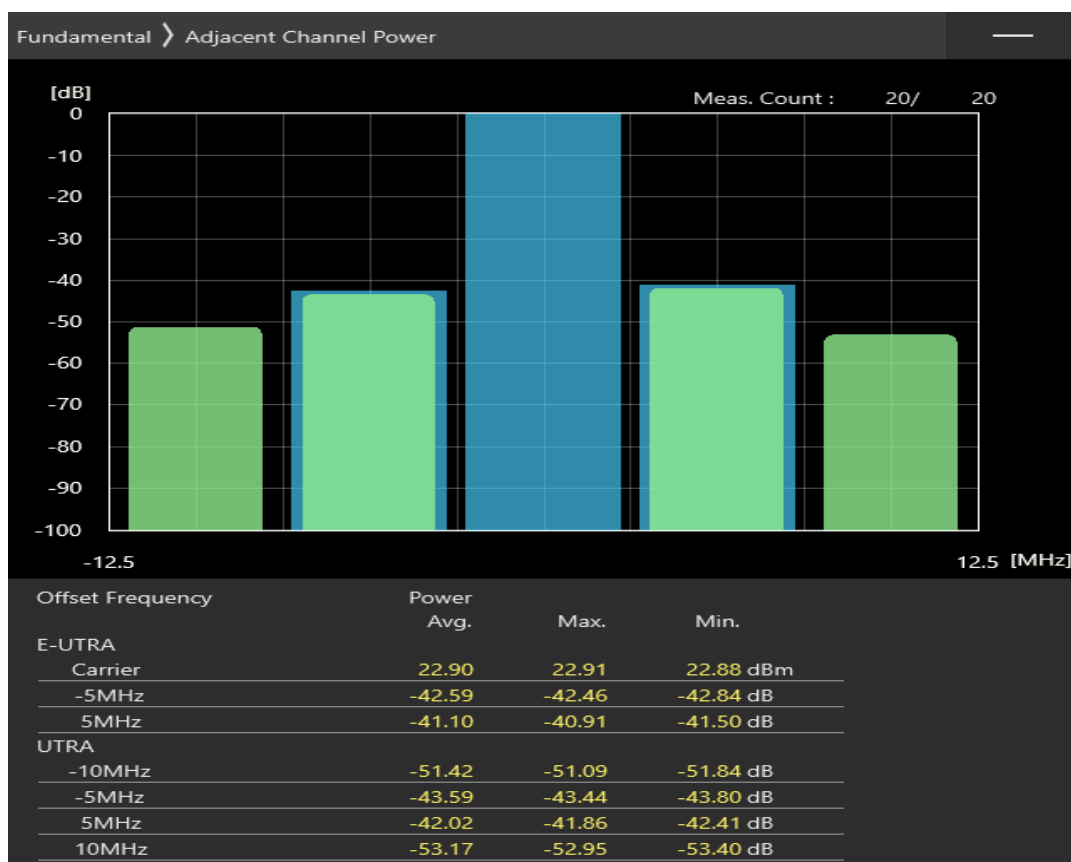 Fundamental ❯ Adjacent Channel Power
[dB]
Meas. Count : 20/ 20
0
-10
-20
-30
-40
-50
-60
-70
-80
-90
-100
-12.5 12.5 [MHz]
Offset Frequency Power
Avg. Max. Min.
E-UTRA
Carrier 22.90 22.91 22.88 dBm
-5MHz -42.59 -42.46 -42.84 dB
5MHz -41.10 -40.91 -41.50 dB
UTRA
-10MHz -51.42 -51.09 -51.84 dB
-5MHz -43.59 -43.44 -43.80 dB
5MHz -42.02 -41.86 -42.41 dB
10MHz -53.17 -52.95 -53.40 dB